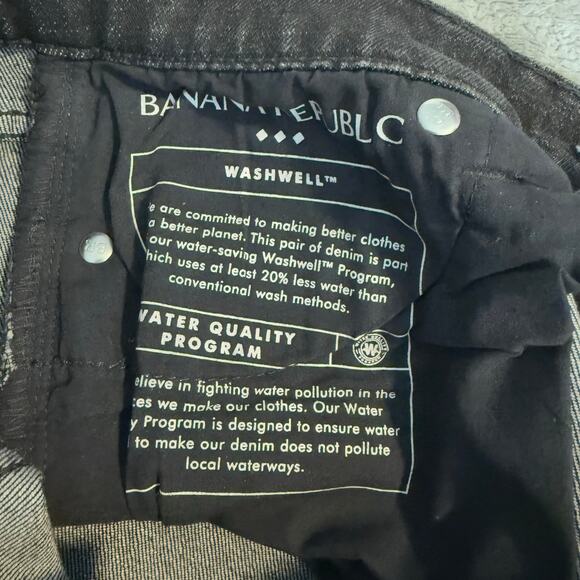 BANANA REPUBLIC
WASHWELL™
e are committed to making better clothes
a better planet. This pair of denim is part
our water-saving Washwell™ Program,
hich uses at least 20% less water than
conventional wash methods.
WATER QUALITY
PROGRAM
elieve in fighting water pollution in the
ces we make our clothes. Our Water
y Program is designed to ensure water
to make our denim does not pollute
local waterways.